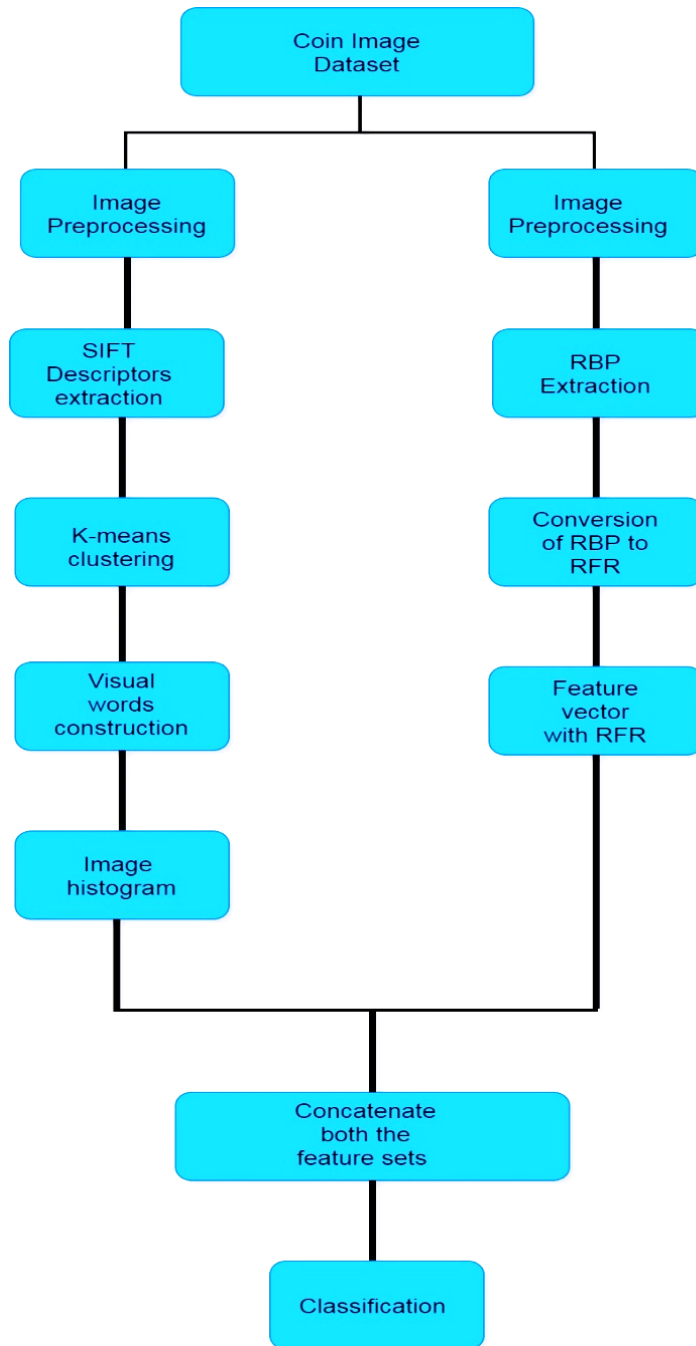 Coin Image
Dataset
Image
Preprocessing
SIFT
Descriptors
extraction
K-means
clustering
Visual
words
construction
Image
histogram
Image
Preprocessing
RBP
Extraction
Conversion
of RBP to
RFR
Feature
vector
with RFR
Concatenate
both the
feature sets
Classification